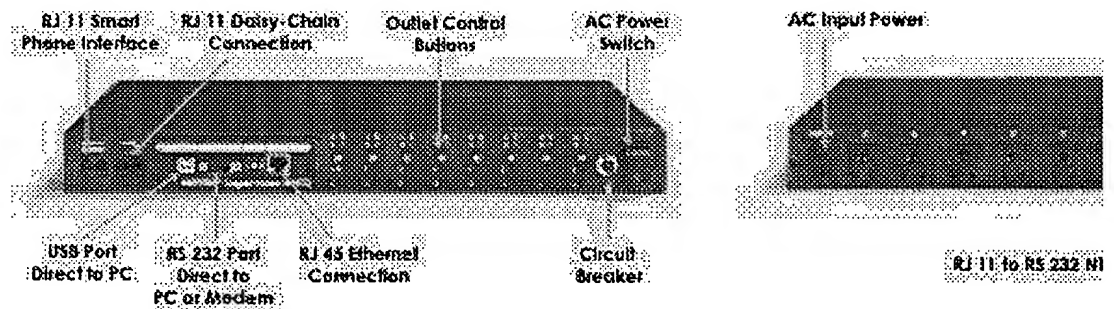 RJ 11 Smart
Phone Interface
RJ 11 Daisy-Chain
Connection
Outlet Control
Buttons
AC Power
Switch
AC Input Power
USB Port
Direct to PC
RS 232 Port
Direct to
PC or Modem
RJ 45 Ethernet
Connection
Circuit
Breaker
RJ 11 to RS 232 N